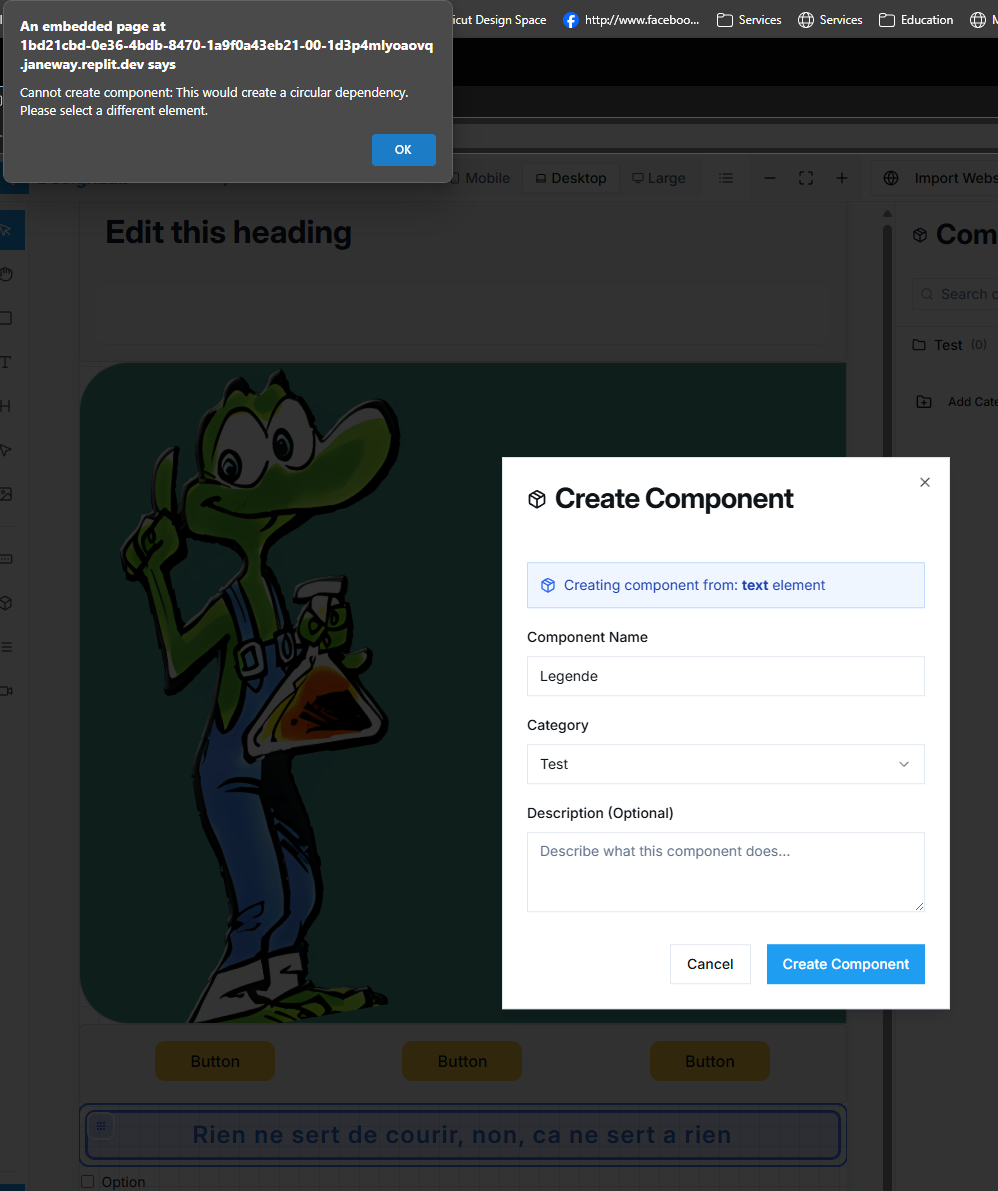 An embedded page at
1bd21cbd-0e36-4bdb-8470-1a9f0a43eb21-00-1d3p4mlyoaovq
.janeway.replit.dev says
Cannot create component: This would create a circular dependency.
Please select a different element.
OK
Design Space
http://www.faceboo...
Services
Services
Education
Mobile
Desktop
Large
Import Webs
Edit this heading
Com
Search
Test (0)
Add Cate
Create Component
Creating component from: text element
Component Name
Legende
Category
Test
Description (Optional)
Describe what this component does...
Cancel
Create Component
Button
Button
Button
Rien ne sert de courir, non, ca ne sert a rien
Option